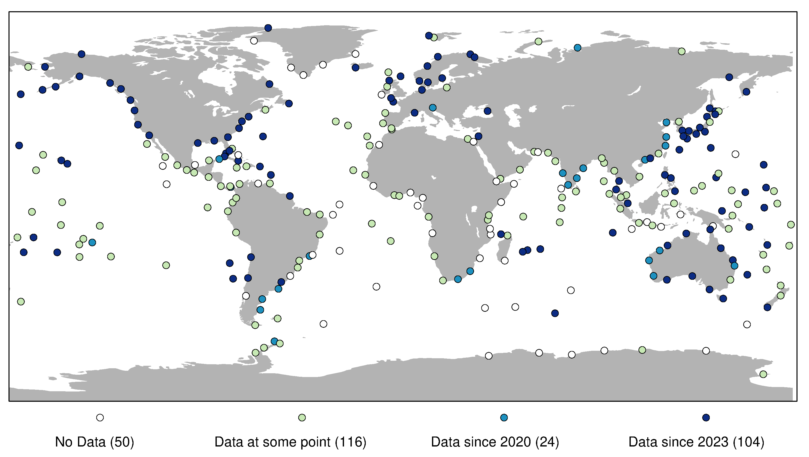 No Data (50) Data at some point (116) Data since 2020 (24) Data since 2023 (104)